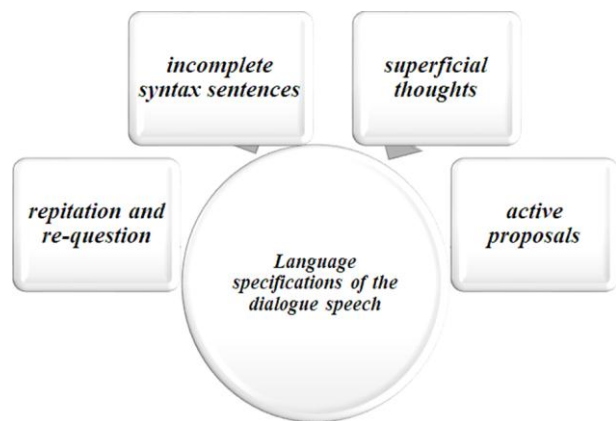 incomplete
syntax sentences
superficial
thoughts
repitation and
re-question
active
proposals
Language
specifications of the
dialogue speech